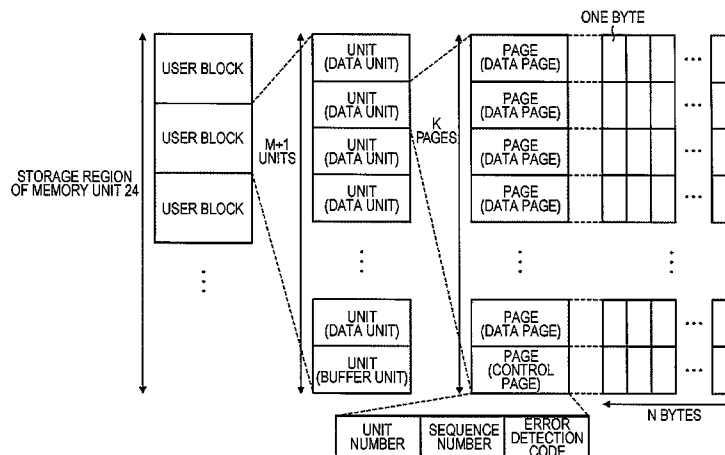 ONE BYTE
STORAGE REGION
OF MEMORY UNIT 24
USER BLOCK
USER BLOCK
USER BLOCK
M+1
UNITS
UNIT
(DATA UNIT)
UNIT
(DATA UNIT)
UNIT
(DATA UNIT)
UNIT
(DATA UNIT)
UNIT
(DATA UNIT)
UNIT
(BUFFER UNIT)
K
PAGES
PAGE
(DATA PAGE)
PAGE
(DATA PAGE)
PAGE
(DATA PAGE)
PAGE
(DATA PAGE)
PAGE
(DATA PAGE)
PAGE
(CONTROL
PAGE)
N BYTES
UNIT
NUMBER
SEQUENCE
NUMBER
ERROR
DETECTION
CODE